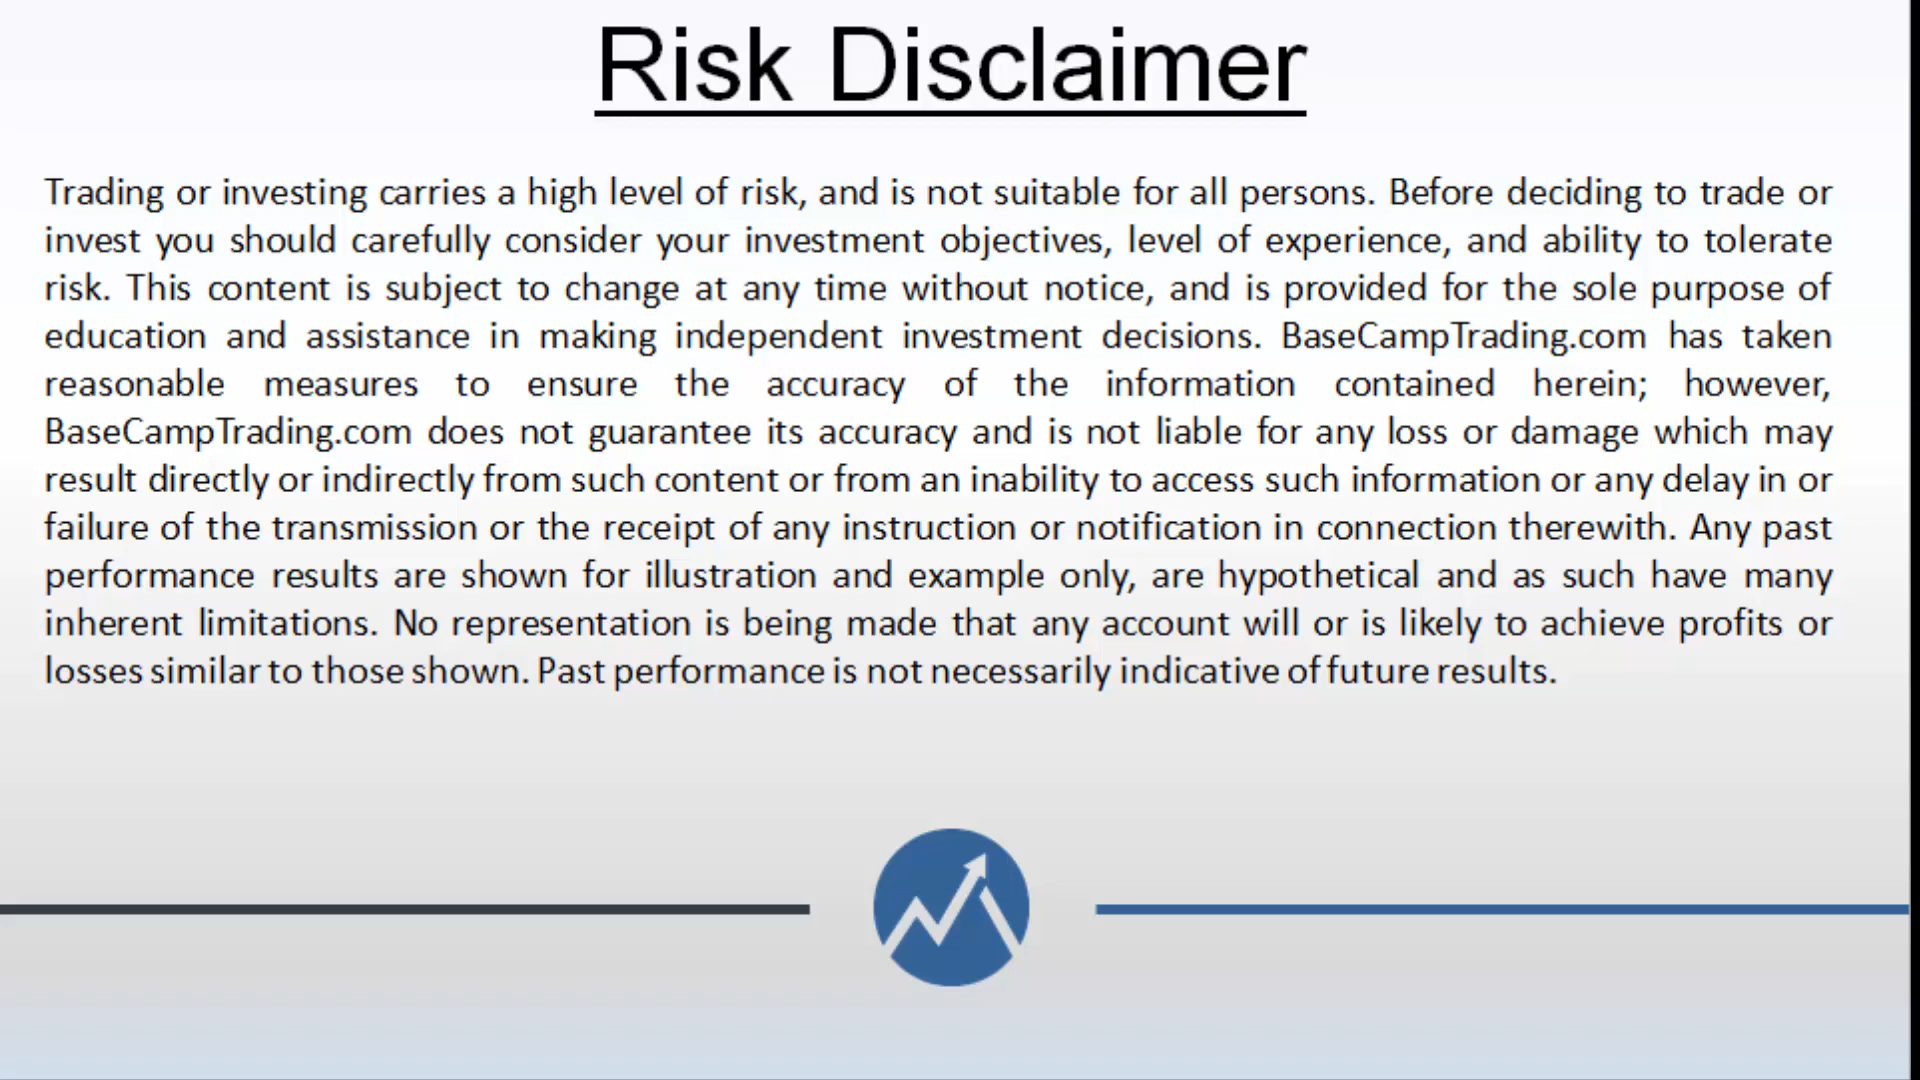 Risk Disclaimer
Trading or investing carries a high level of risk, and is not suitable for all persons. Before deciding to trade or
invest you should carefully consider your investment objectives, level of experience, and ability to tolerate
risk. This content is subject to change at any time without notice, and is provided for the sole purpose of
education and assistance in making independent investment decisions. BaseCampTrading.com has taken
reasonable measures to ensure the accuracy of the information contained herein; however,
BaseCampTrading.com does not guarantee its accuracy and is not liable for any loss or damage which may
result directly or indirectly from such content or from an inability to access such information or any delay in or
failure of the transmission or the receipt of any instruction or notification in connection therewith. Any past
performance results are shown for illustration and example only, are hypothetical and as such have many
inherent limitations. No representation is being made that any account will or is likely to achieve profits or
losses similar to those shown. Past performance is not necessarily indicative of future results.